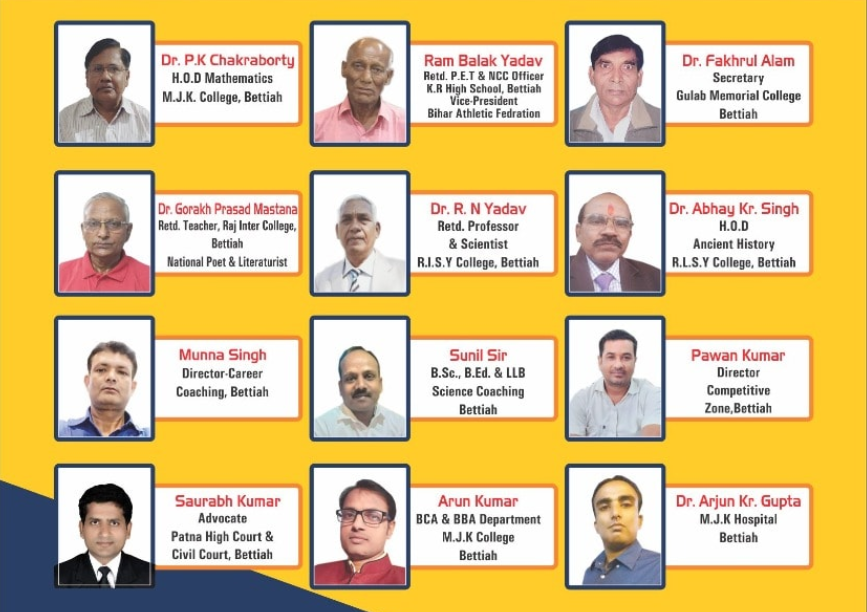 Dr. P.K Chakraborty
H.O.D Mathematics
M.J.K. College, Bettiah
Ram Balak Yadav
Retd. P.E.T & NCC Officer
K.R High School, Bettiah
Vice-President
Bihar Athletic Fedration
Dr. Fakhrul Alam
Secretary
Gulab Memorial College
Bettiah
Dr. Gorakh Prasad Mastana
Retd. Teacher, Raj Inter College,
Bettiah
National Poet & Literaturist
Dr. R. N Yadav
Retd. Professor
& Scientist
R.I.S.Y College, Bettiah
Dr. Abhay Kr. Singh
H.O.D
Ancient History
R.L.S.Y College, Bettiah
Munna Singh
Director-Career
Coaching, Bettiah
Sunil Sir
B.Sc., B.Ed. & LLB
Science Coaching
Bettiah
Pawan Kumar
Director
Competitive
Zone,Bettiah
Saurabh Kumar
Advocate
Patna High Court &
Civil Court, Bettiah
Arun Kumar
BCA & BBA Department
M.J.K College
Bettiah
Dr. Arjun Kr. Gupta
M.J.K Hospital
Bettiah